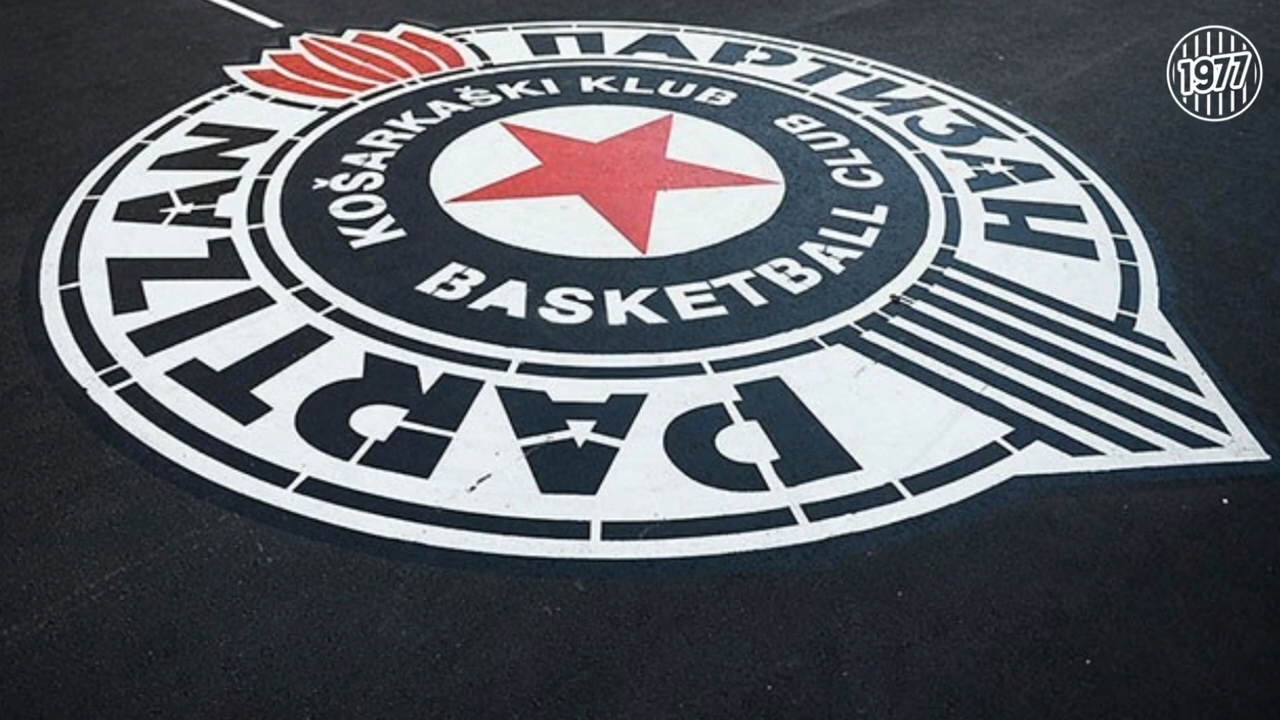 ПАРТИЗАН
PARTIZAN
KOŠARKAŠKI KLUB
BASKETBALL CLUB
1977